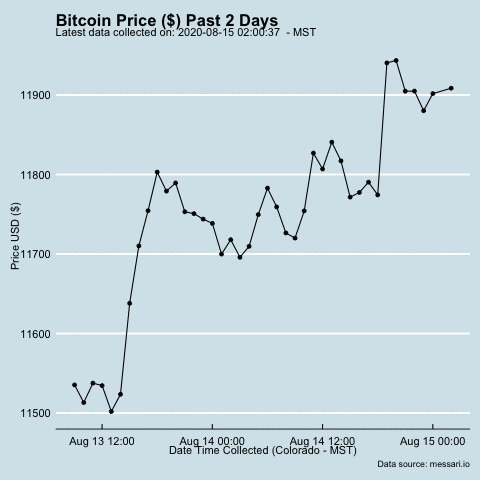 Bitcoin Price ($) Past 2 Days
Latest data collected on: 2020-08-15 02:00:37  - MST
Price USD ($)
11900
11800
11700
11600
11500
Aug 13 12:00 Aug 14 00:00 Aug 14 12:00 Aug 15 00:00
Date Time Collected (Colorado - MST)
Data source: messari.io